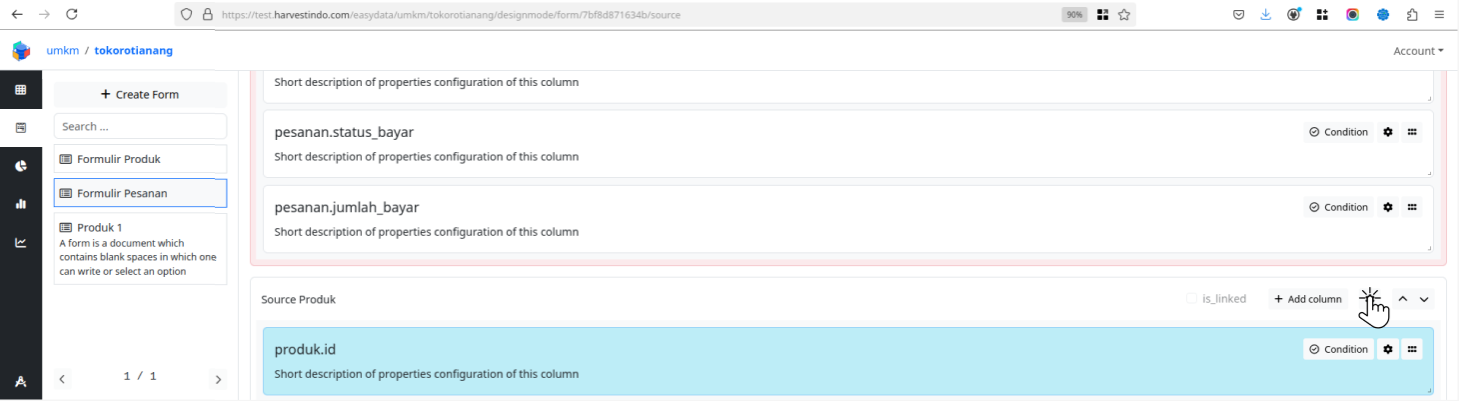 https://test.harvestindo.com/easydata/umkm/tokorotianang/designmode/form/7bf8d871634b/source
90%
umkm / tokorotianang
Account
+ Create Form
Search ...
Formulir Produk
Formulir Pesanan
Produk 1
A form is a document which
contains blank spaces in which one
can write or select an option
1 / 1
Short description of properties configuration of this column
pesanan.status_bayar
Condition
Short description of properties configuration of this column
pesanan.jumlah_bayar
Condition
Short description of properties configuration of this column
Source Produk
is_linked
+ Add column
produk.id
Condition
Short description of properties configuration of this column